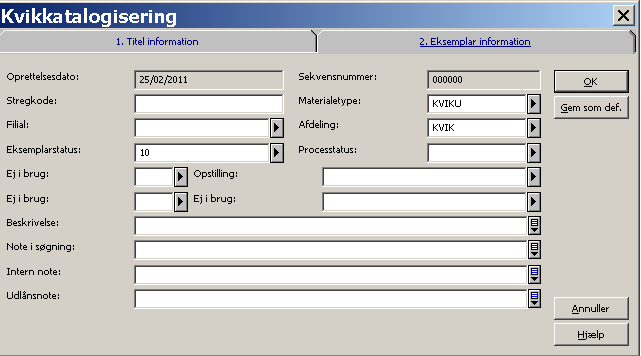 Kvikkatalogisering
1. Titel information 2. Eksemplar information
Oprettelsesdato: 25/02/2011 Sekvensnummer: 000000 OK
Stregkode: Materialetype: KVIKU Gem som def.
Filial: Afdeling: KVIK
Eksemplarstatus: 10 Processtatus:
Ej i brug: Opstilling:
Ej i brug: Ej i brug:
Beskrivelse:
Note i søgning:
Intern note:
Udlånsnote: Annuller
Hjælp